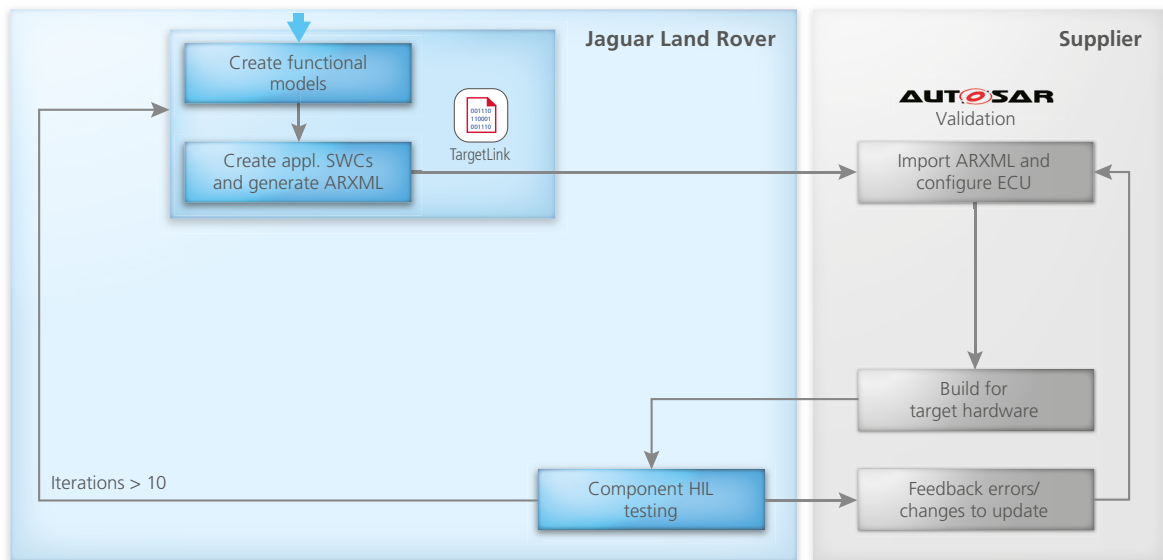 Jaguar Land Rover
Supplier
Create functional
models
001110
110001
001110
TargetLink
Create appl. SWCs
and generate ARXML
AUTOSAR
Validation
Import ARXML and
configure ECU
Build for
target hardware
Iterations > 10
Component HIL
testing
Feedback errors/
changes to update